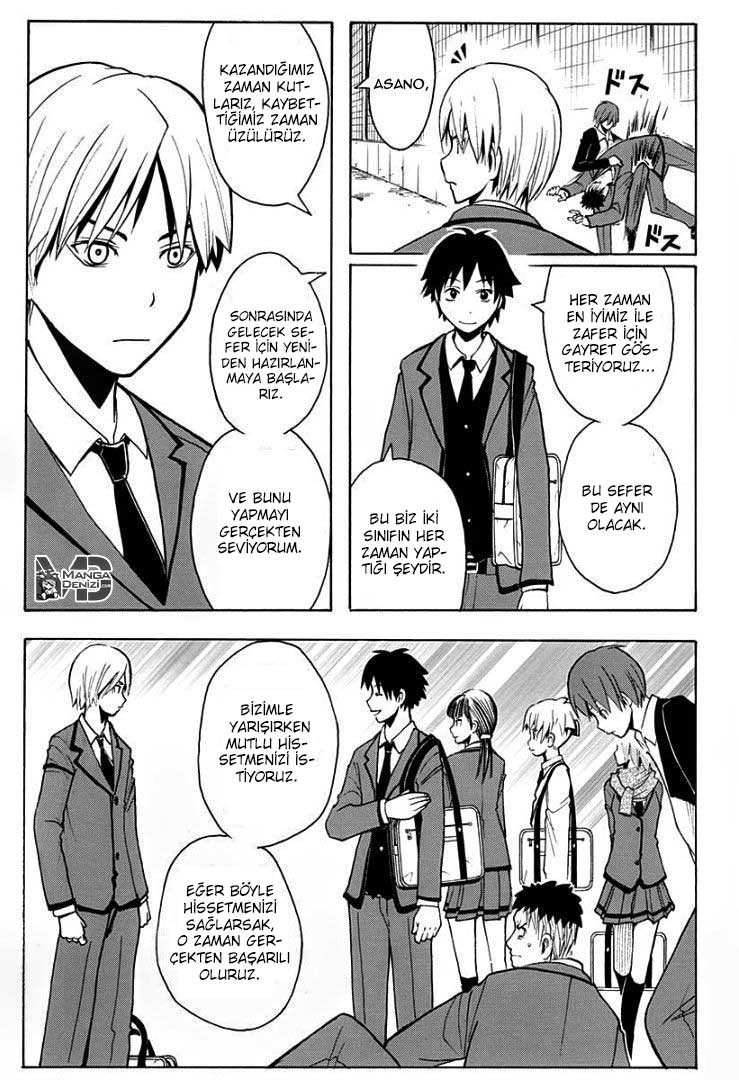 ASANO,
ドス
ドス
HER ZAMAN
EN İYİMİZ İLE
ZAFER İÇİN
GAYRET GÖS-
TERİYORUZ...
BU SEFER
DE AYNI
OLACAK.
BU BİZ İKİ
SINIFIN HER
ZAMAN YAP-
TIĞI ŞEYDİR.
KAZANDIĞIMIZ
ZAMAN KUT-
LARIZ, KAYBET-
TİĞİMİZ ZAMAN
ÜZÜLÜRÜZ.
SONRASINDA
GELECEK SE-
FER İÇİN YENİ-
DEN HAZIRLAN-
MAYA BAŞLA-
RIZ.
VE BUNU
YAPMAYI
GERÇEKTEN
SEVİYORUM.
MD
MANGA
DENİZİ
BİZİMLE
YARIŞIRKEN
MUTLU HİS-
SETMENİZİ İS-
TİYORUZ.
EĞER BÖYLE
HİSSETMENİZİ
SAĞLARSAK,
O ZAMAN GER-
ÇEKTEN BAŞARILI
OLURUZ.